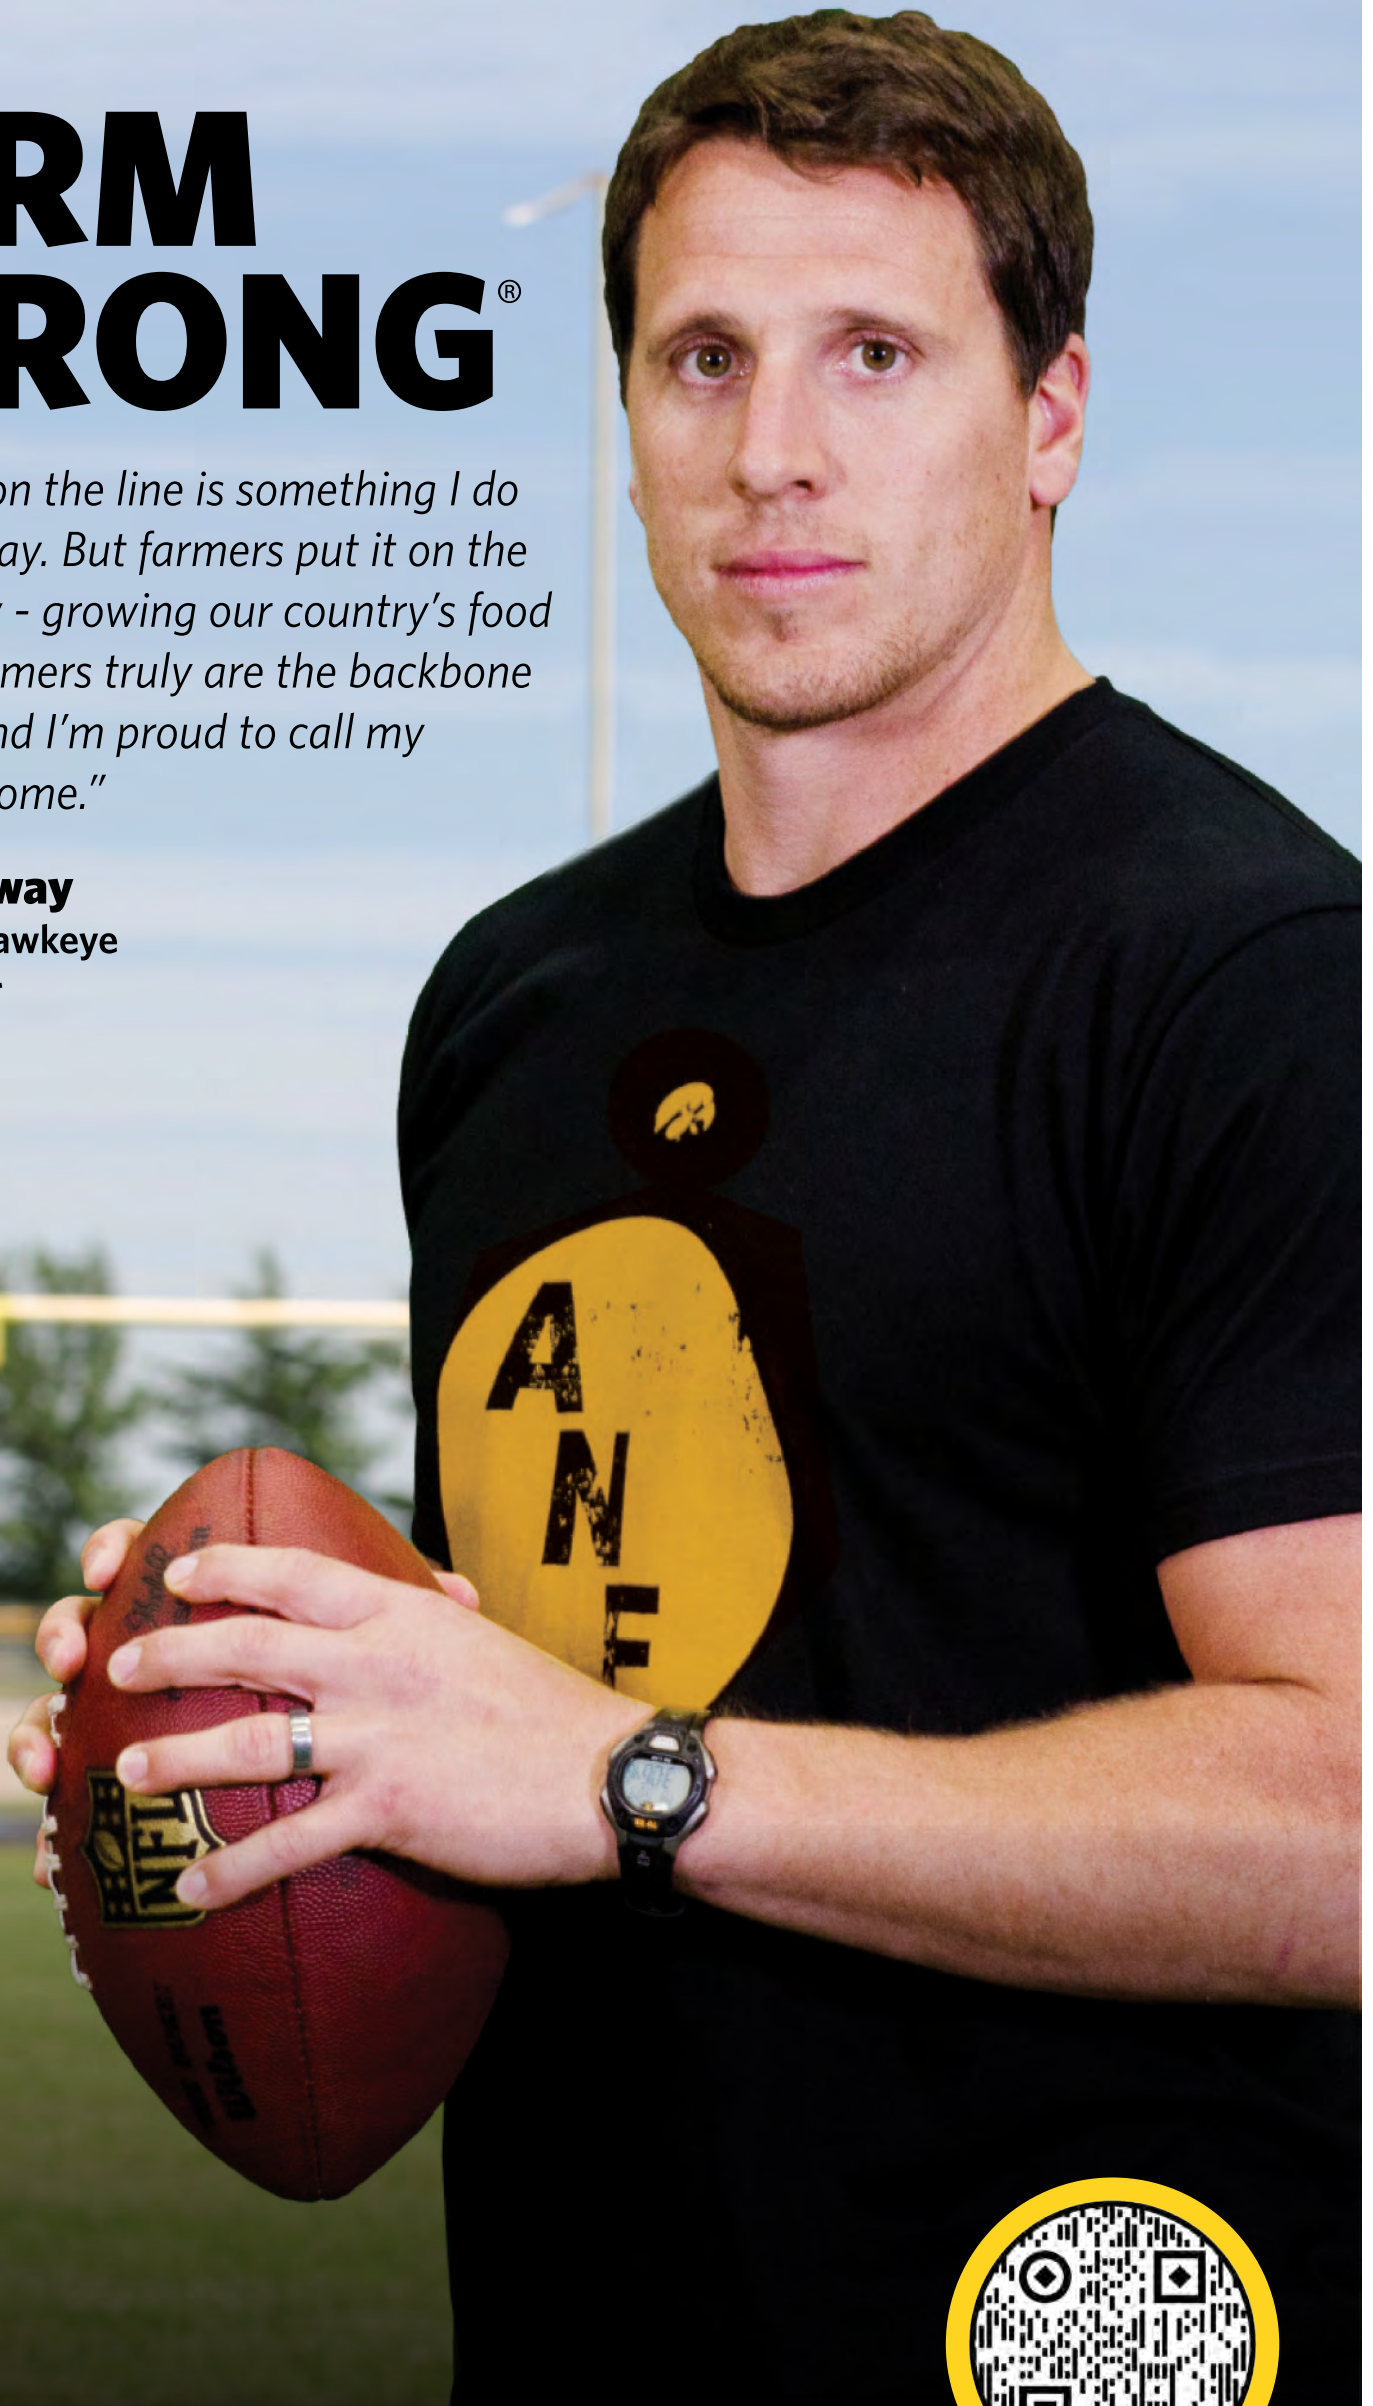 RM
RONG®
on the line is something I do
ay. But farmers put it on the
y - growing our country's food
mers truly are the backbone
nd I'm proud to call my
ome.”
way
awkeye
A
N
F
NFL
Wilson